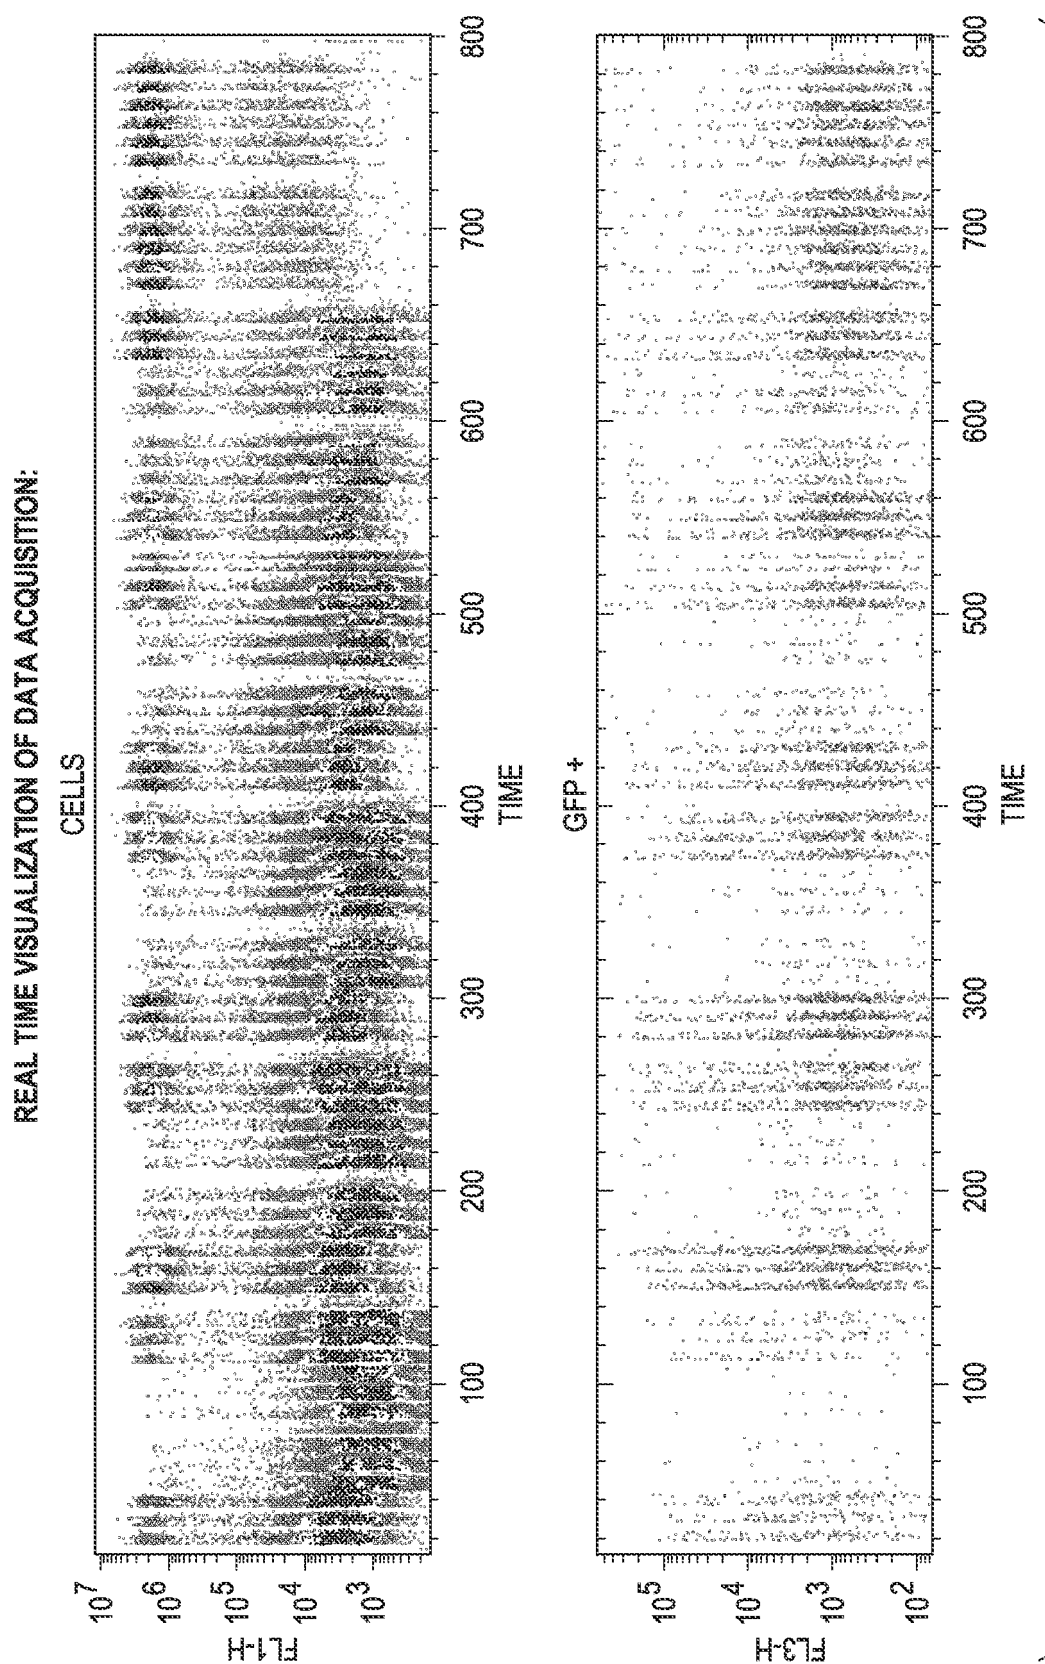 REAL TIME VISUALIZATION OF DATA ACQUISITION:
CELLS
FL1-H
10⁷
10⁶
10⁵
10⁴
10³
100 200 300 400 500 600 700 800
TIME
GFP +
FL3-H
10⁵
10⁴
10³
10²
100 200 300 400 500 600 700 800
TIME